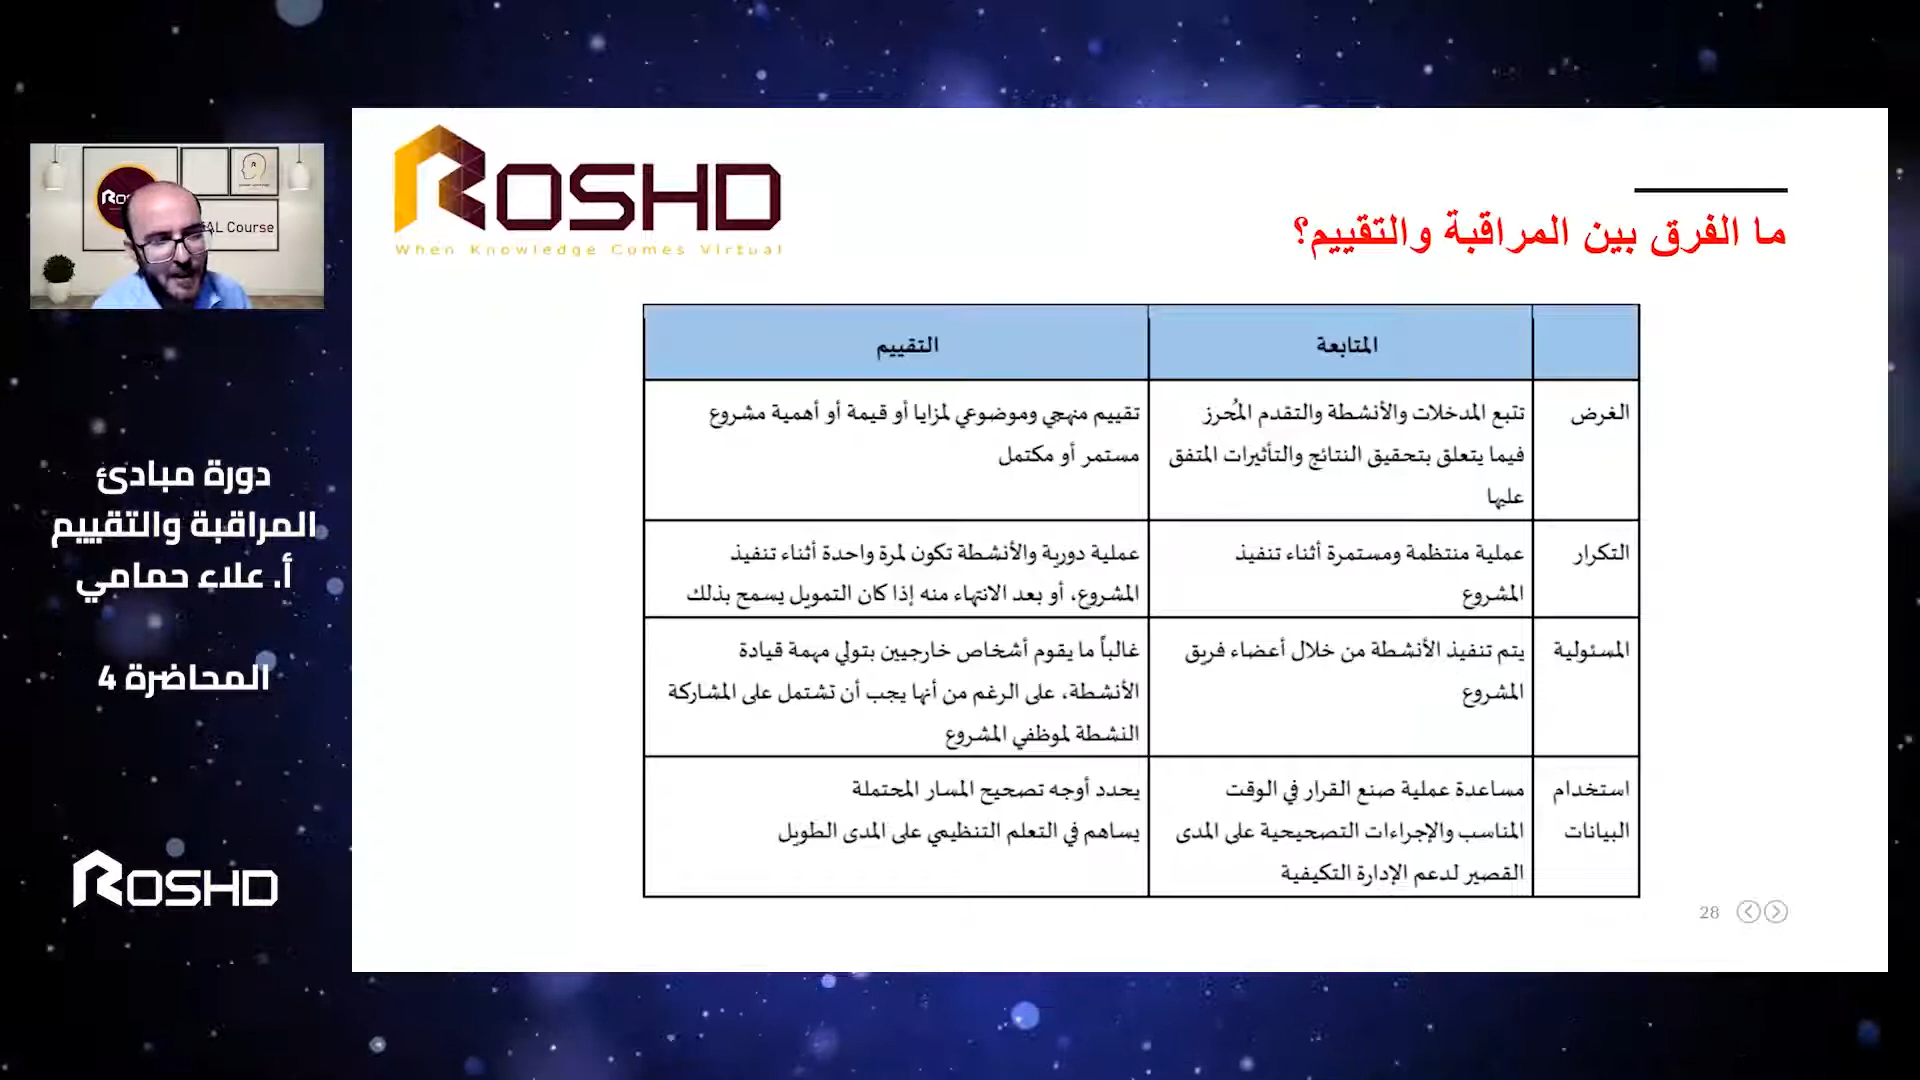 ROSHD
When Knowledge Comes Virtual
ما الفرق بين المراقبة والتقييم؟
المتابعة
التقييم
الغرض
تتبع المدخلات والأنشطة والتقدم المُحرز
فيما يتعلق بتحقيق النتائج والتأثيرات المتفق
عليها
تقييم منهجي وموضوعي لمزايا أو قيمة أو أهمية مشروع
مستمر أو مكتمل
التكرار
عملية منتظمة ومستمرة أثناء تنفيذ
المشروع
عملية دورية والأنشطة تكون لمرة واحدة أثناء تنفيذ
المشروع، أو بعد الانتهاء منه إذا كان التمويل يسمح بذلك
المسئولية
يتم تنفيذ الأنشطة من خلال أعضاء فريق
المشروع
غالباً ما يقوم أشخاص خارجيين بتولي مهمة قيادة
الأنشطة، على الرغم من أنها يجب أن تشتمل على المشاركة
النشطة لموظفي المشروع
استخدام
البيانات
مساعدة عملية صنع القرار في الوقت
المناسب والإجراءات التصحيحية على المدى
القصير لدعم الإدارة التكيفية
يحدد أوجه تصحيح المسار المحتملة
يساهم في التعلم التنظيمي على المدى الطويل
28
Course
دورة مبادئ
المراقبة والتقييم
أ. علاء حمامي
المحاضرة 4
ROSHD